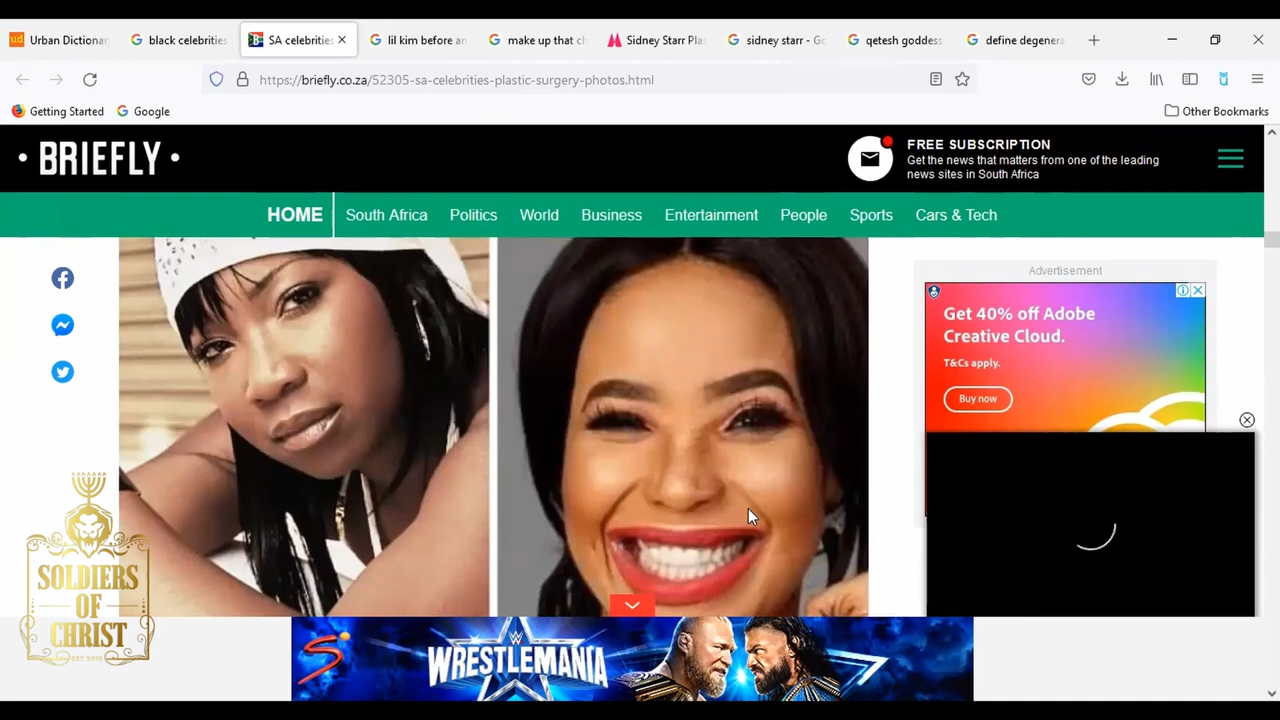 ud Urban Dictionar
black celebrities
SA celebrities
lil kim before an
make up that ch
Sidney Starr Pla
sidney starr - Go
qetesh goddess
define degenera
https://briefly.co.za/52305-sa-celebrities-plastic-surgery-photos.html
Getting Started
Google
Other Bookmarks
• BRIEFLY •
FREE SUBSCRIPTION
Get the news that matters from one of the leading
news sites in South Africa
HOME
South Africa
Politics
World
Business
Entertainment
People
Sports
Cars & Tech
Advertisement
Get 40% off Adobe
Creative Cloud.
T&Cs apply.
Buy now
SOLDIERS
OF
CHRIST
WRESTLEMANIA